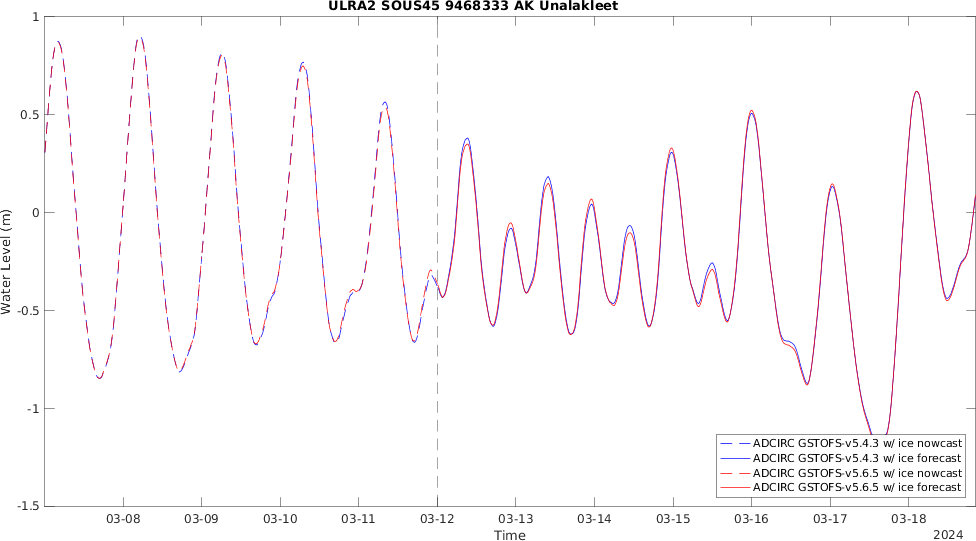 ULRA2 SOUS45 9468333 AK Unalakleet
1
0.5
0
-0.5
-1
-1.5
Water Level (m)
ADCIRC GSTOFS-v5.4.3 w/ ice nowcast
ADCIRC GSTOFS-v5.4.3 w/ ice forecast
ADCIRC GSTOFS-v5.6.5 w/ ice nowcast
ADCIRC GSTOFS-v5.6.5 w/ ice forecast
03-08 03-09 03-10 03-11 03-12 03-13 03-14 03-15 03-16 03-17 03-18
Time
2024